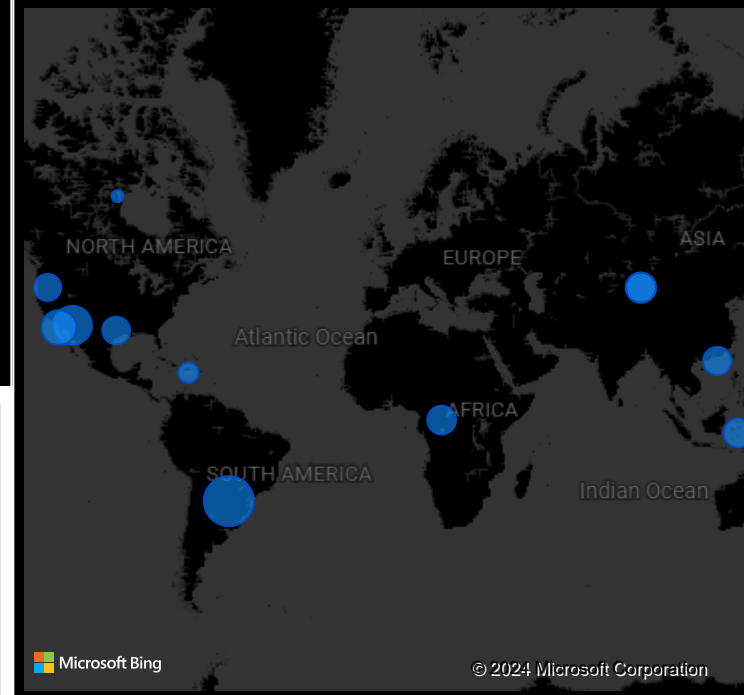 NORTH AMERICA
EUROPE
ASIA
Atlantic Ocean
AFRICA
SOUTH AMERICA
Indian Ocean
Microsoft Bing
© 2024 Microsoft Corporation